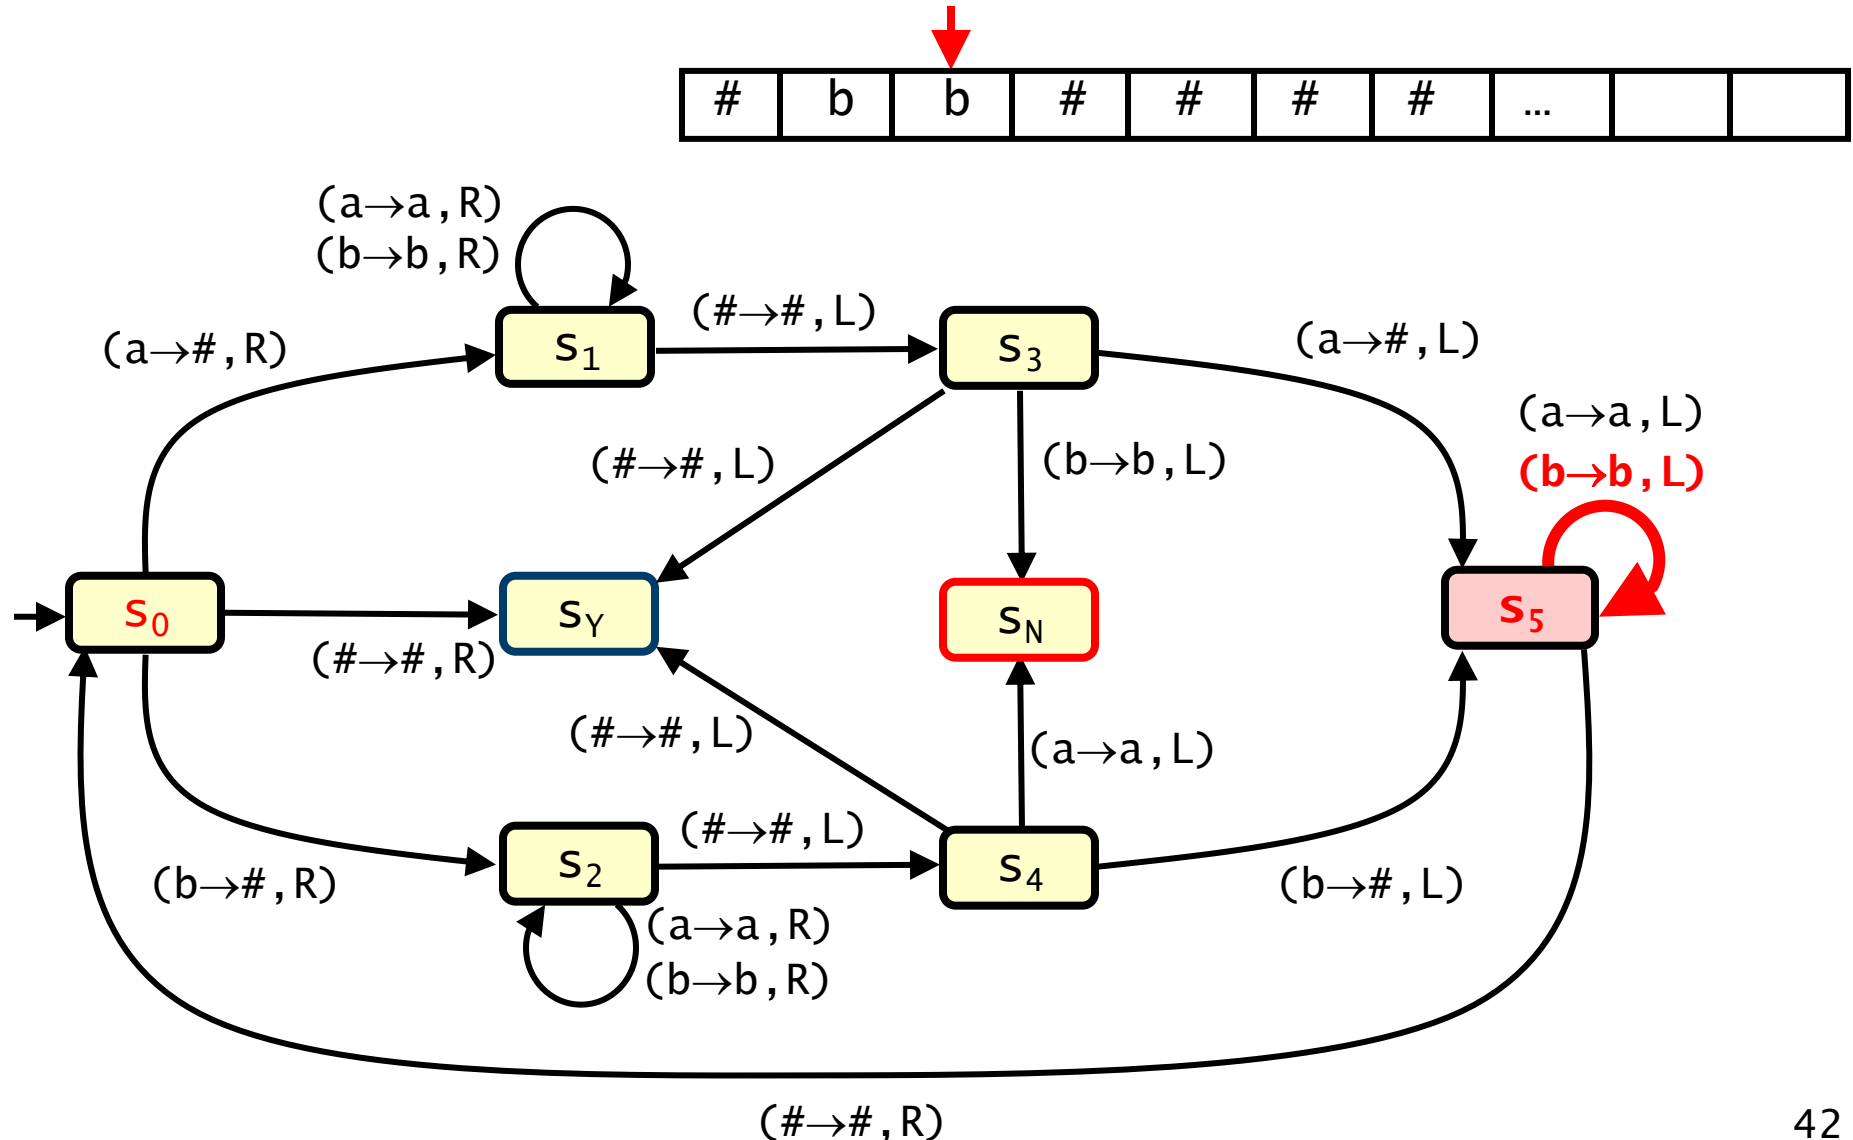 # b b # # # # ...
(a→a,R)
(b→b,R)
(#→#,L)
(a→#,R)
s1
s3
(a→#,L)
(a→a,L)
(b→b,L)
(#→#,L)
(b→b,L)
s0
sY
sN
s5
(#→#,R)
(#→#,L)
(a→a,L)
(#→#,L)
(b→#,R)
s2
s4
(b→#,L)
(a→a,R)
(b→b,R)
(#→#,R)
42